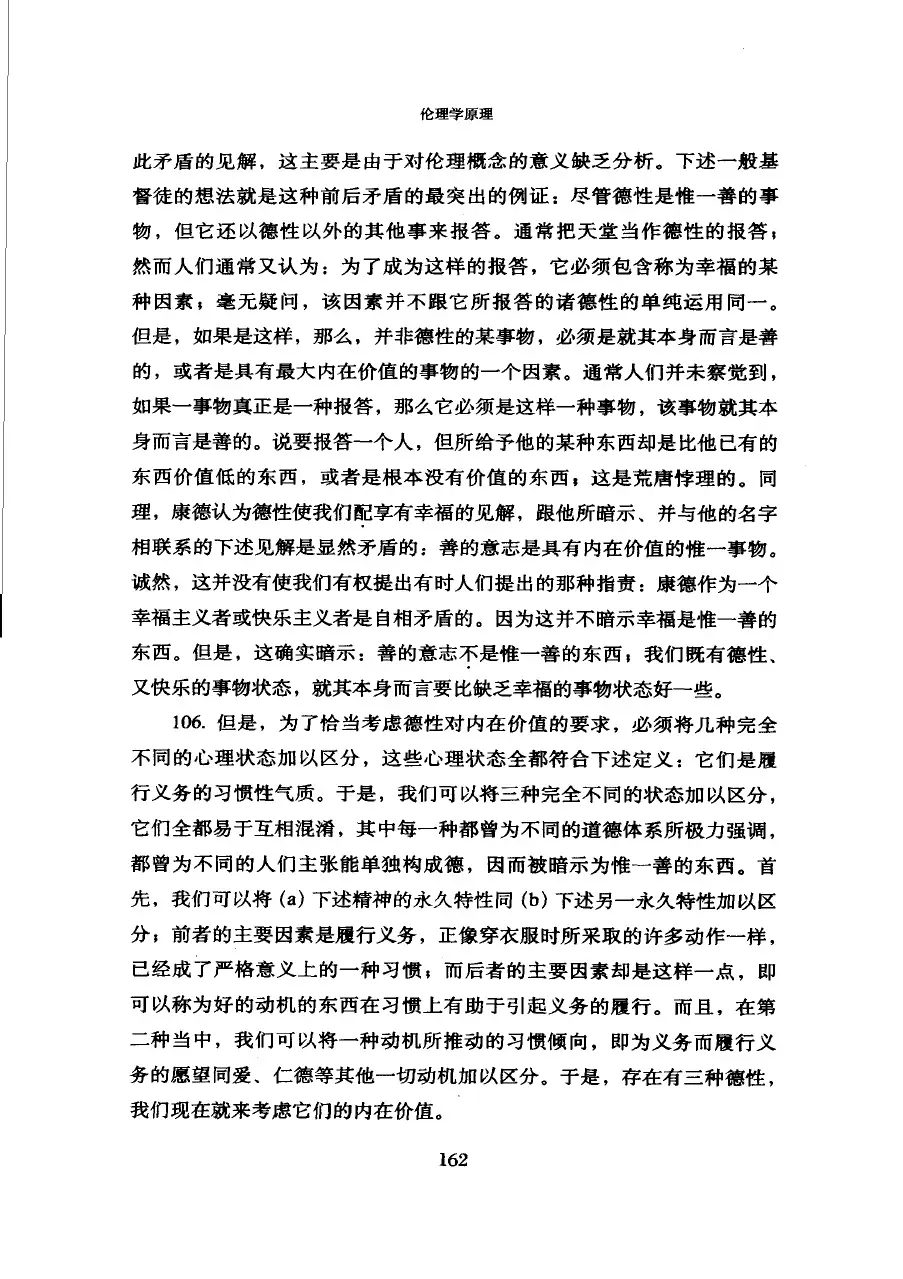 伦理学原理
此矛盾的见解，这主要是由于对伦理概念的意义缺乏分析。下述一般基
督徒的想法就是这种前后矛盾的最突出的例证：尽管德性是惟一善的事
物，但它还以德性以外的其他事来报答。通常把天堂当作德性的报答；
然而人们通常又认为：为了成为这样的报答，它必须包含称为幸福的某
种因素；毫无疑问，该因素并不跟它所报答的诸德性的单纯运用同一。
但是，如果是这样，那么，并非德性的某事物，必须是就其本身而言是善
的，或者是具有最大内在价值的事物的一个因素。通常人们并未察觉到，
如果一事物真正是一种报答，那么它必须是这样一种事物，该事物就其本
身而言是善的。说要报答一个人，但所给予他的某种东西却是比他已有的
东西价值低的东西，或者是根本没有价值的东西；这是荒唐悖理的。同
理，康德认为德性使我们配享有幸福的见解，跟他所暗示、并与他的名字
相联系的下述见解是显然矛盾的：善的意志是具有内在价值的惟一事物。
诚然，这并没有使我们有权提出有时人们提出的那种指责：康德作为一个
幸福主义者或快乐主义者是自相矛盾的。因为这并不暗示幸福是惟一善的
东西。但是，这确实暗示：善的意志不是惟一善的东西；我们既有德性、
又快乐的事物状态，就其本身而言要比缺乏幸福的事物状态好一些。
106. 但是，为了恰当考虑德性对内在价值的要求，必须将几种完全
不同的心理状态加以区分，这些心理状态全都符合下述定义：它们是履
行义务的习惯性气质。于是，我们可以将三种完全不同的状态加以区分，
它们全都易于互相混淆，其中每一种都曾为不同的道德体系所极力强调，
都曾为不同的人们主张能单独构成德，因而被暗示为惟一善的东西。首
先，我们可以将 (a) 下述精神的永久特性同 (b) 下述另一永久特性加以区
分；前者的主要因素是履行义务，正像穿衣服时所采取的许多动作一样，
已经成了严格意义上的一种习惯；而后者的主要因素却是这样一点，即
可以称为好的动机的东西在习惯上有助于引起义务的履行。而且，在第
二种当中，我们可以将一种动机所推动的习惯倾向，即为义务而履行义
务的愿望同爱、仁德等其他一切动机加以区分。于是，存在有三种德性，
我们现在就来考虑它们的内在价值。
162